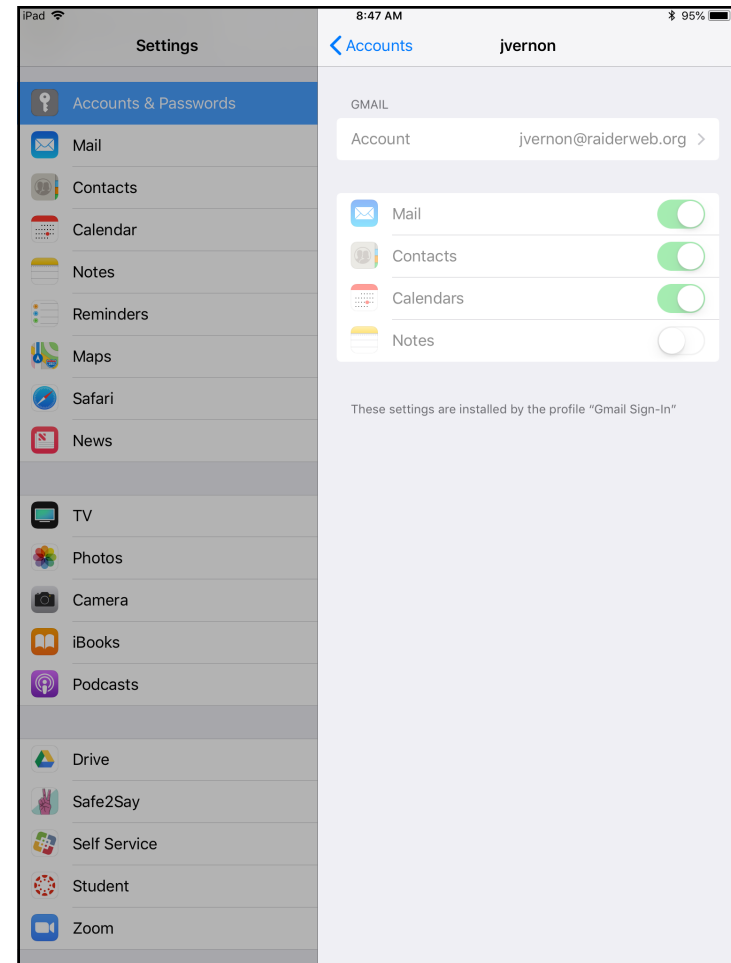 iPad 8:47 AM 95%
Settings
Accounts jvernon
Accounts & Passwords
Mail
Contacts
Calendar
Notes
Reminders
Maps
Safari
News
TV
Photos
Camera
iBooks
Podcasts
Drive
Safe2Say
Self Service
Student
Zoom
GMAIL
Account jvernon@raiderweb.org
Mail
Contacts
Calendars
Notes
These settings are installed by the profile “Gmail Sign-In”